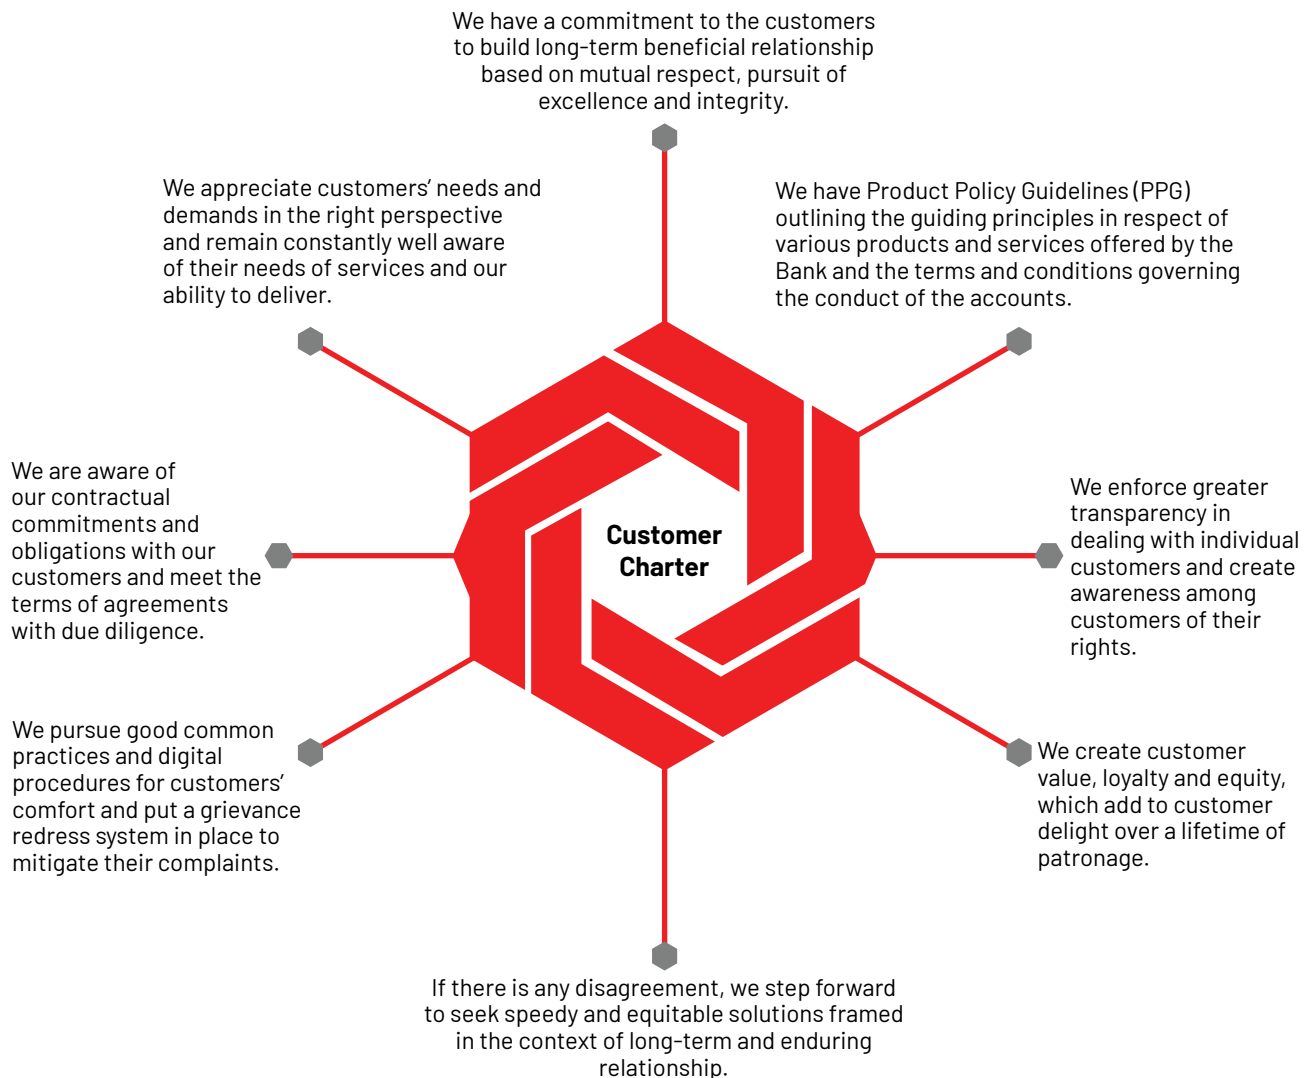 We have a commitment to the customers
to build long-term beneficial relationship
based on mutual respect, pursuit of
excellence and integrity.
We appreciate customers’ needs and
demands in the right perspective
and remain constantly well aware
of their needs of services and our
ability to deliver.
We have Product Policy Guidelines (PPG)
outlining the guiding principles in respect of
various products and services offered by the
Bank and the terms and conditions governing
the conduct of the accounts.
We are aware of
our contractual
commitments and
obligations with our
customers and meet the
terms of agreements
with due diligence.
Customer
Charter
We enforce greater
transparency in
dealing with individual
customers and create
awareness among
customers of their
rights.
We pursue good common
practices and digital
procedures for customers’
comfort and put a grievance
redress system in place to
mitigate their complaints.
We create customer
value, loyalty and equity,
which add to customer
delight over a lifetime of
patronage.
If there is any disagreement, we step forward
to seek speedy and equitable solutions framed
in the context of long-term and enduring
relationship.